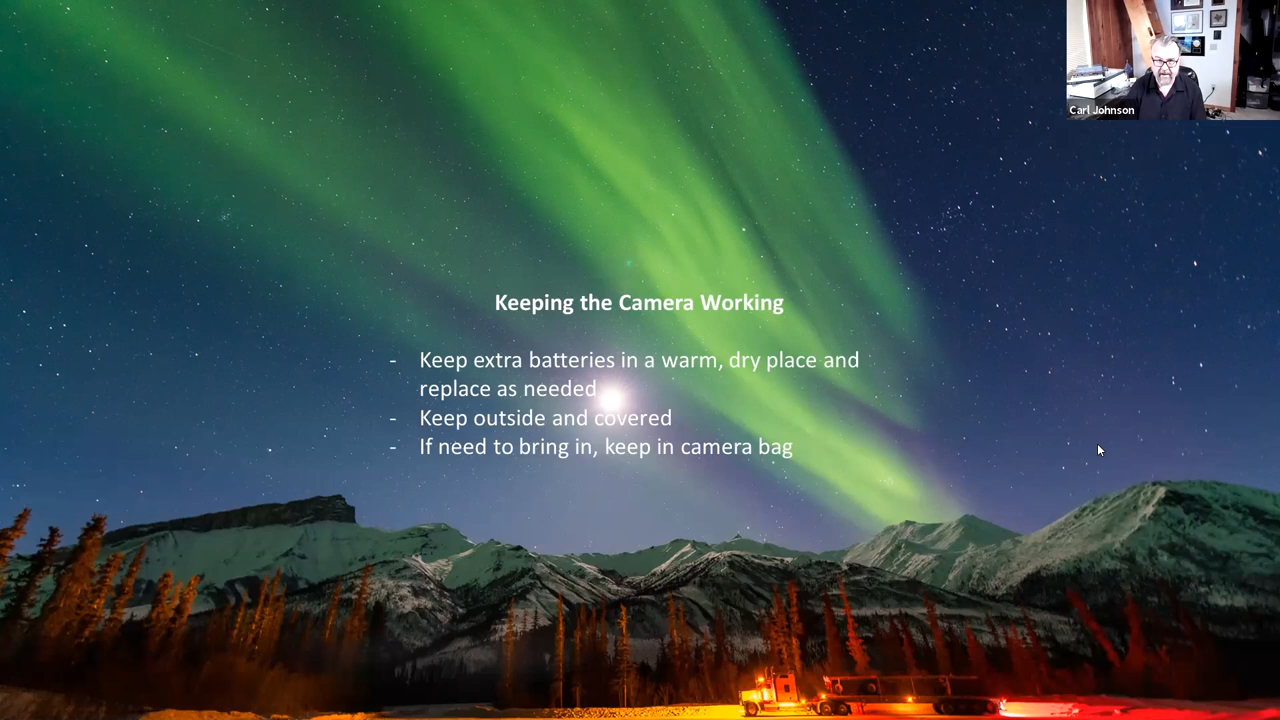 Carl Johnson
Keeping the Camera Working
- Keep extra batteries in a warm, dry place and
replace as needed
- Keep outside and covered
- If need to bring in, keep in camera bag